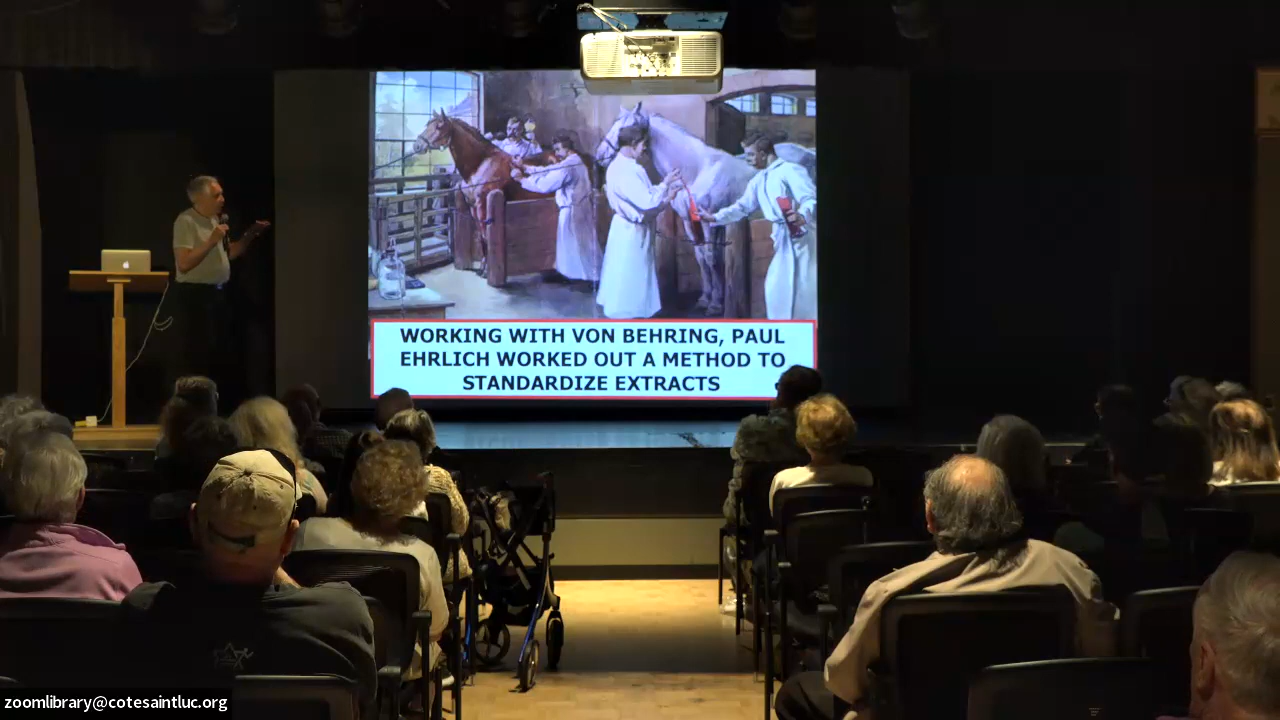 WORKING WITH VON BEHRING, PAUL
EHRLICH WORKED OUT A METHOD TO
STANDARDIZE EXTRACTS
zoomlibrary@cotesaintluc.org